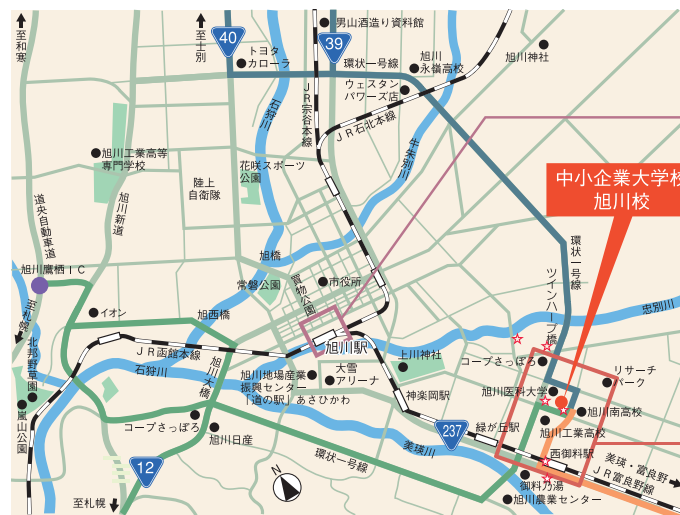 至和寒
至士別
40
39
トヨタ
カローラ
男山酒造り資料館
環状一号線
旭川
永嶺高校
旭川神社
ウェスタン
パワーズ店
JR宗谷本線
JR石北本線
石狩川
牛朱別川
旭川工業高等
専門学校
旭川新道
陸上
自衛隊
花咲スポーツ
公園
中小企業大学校
旭川校
道央自動車道
旭川鷹栖IC
至札幌
北邦野草園
嵐山公園
イオン
旭橋
常磐公園
買物公園
市役所
旭西橋
旭川駅
環状一号線
ツインハープ橋
忠別川
JR函館本線
石狩川
旭川大橋
旭川地場産業
振興センター
「道の駅」あさひかわ
大雪
アリーナ
上川神社
神楽岡駅
コープさっぽろ
リサーチ
パーク
旭川医科大学
旭川南高校
旭川工業高校
緑が丘駅
西御料駅
237
コープさっぽろ
旭川日産
環状一号線
美瑛川
美瑛・富良野
JR富良野線
御料乃湯
旭川農業センター
12
至札幌
N